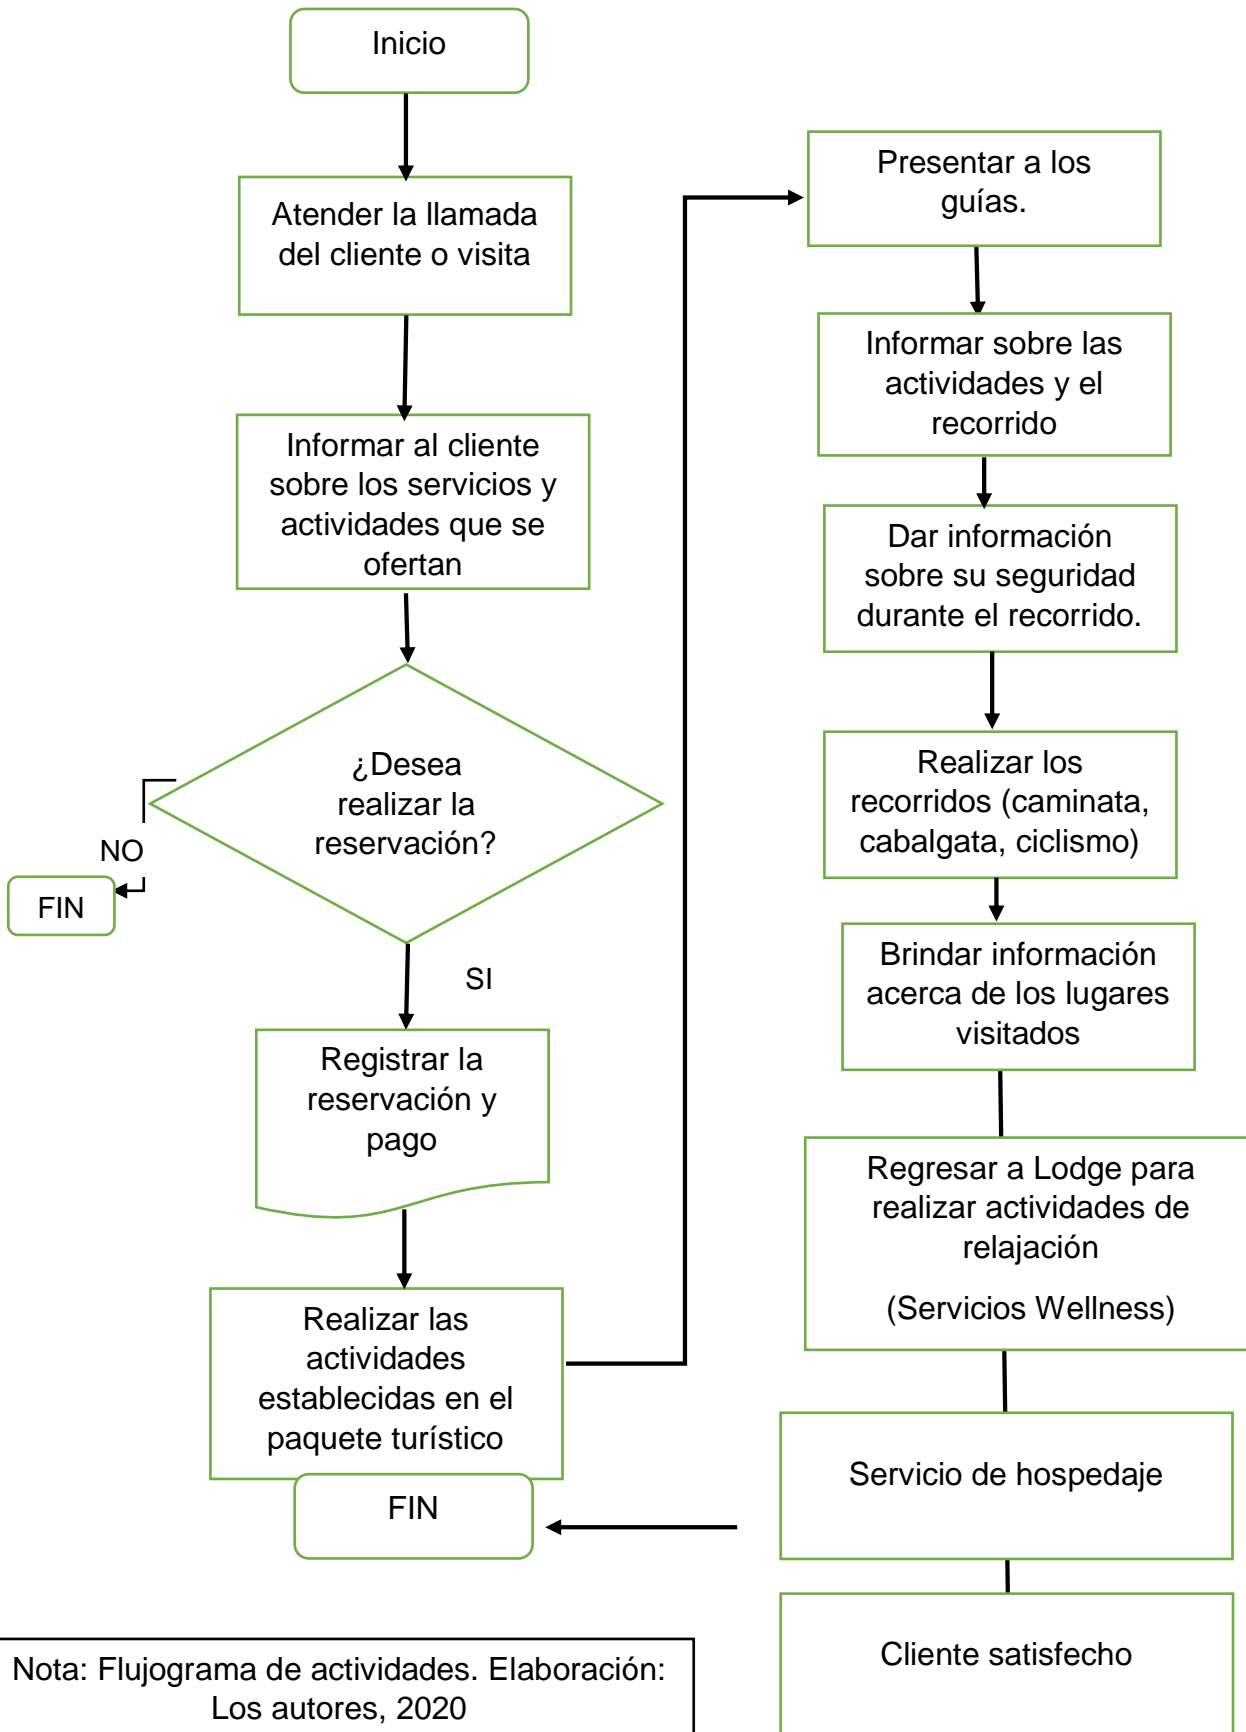 Inicio
Atender la llamada
del cliente o visita
Informar al cliente
sobre los servicios y
actividades que se
ofertan
¿Desea
realizar la
reservación?
NO
FIN
SI
Registrar la
reservación y
pago
Realizar las
actividades
establecidas en el
paquete turístico
FIN
Presentar a los
guías.
Informar sobre las
actividades y el
recorrido
Dar información
sobre su seguridad
durante el recorrido.
Realizar los
recorridos (caminata,
cabalgata, ciclismo)
Brindar información
acerca de los lugares
visitados
Regresar a Lodge para
realizar actividades de
relajación
(Servicios Wellness)
Servicio de hospedaje
Cliente satisfecho
Nota: Flujograma de actividades. Elaboración:
Los autores, 2020